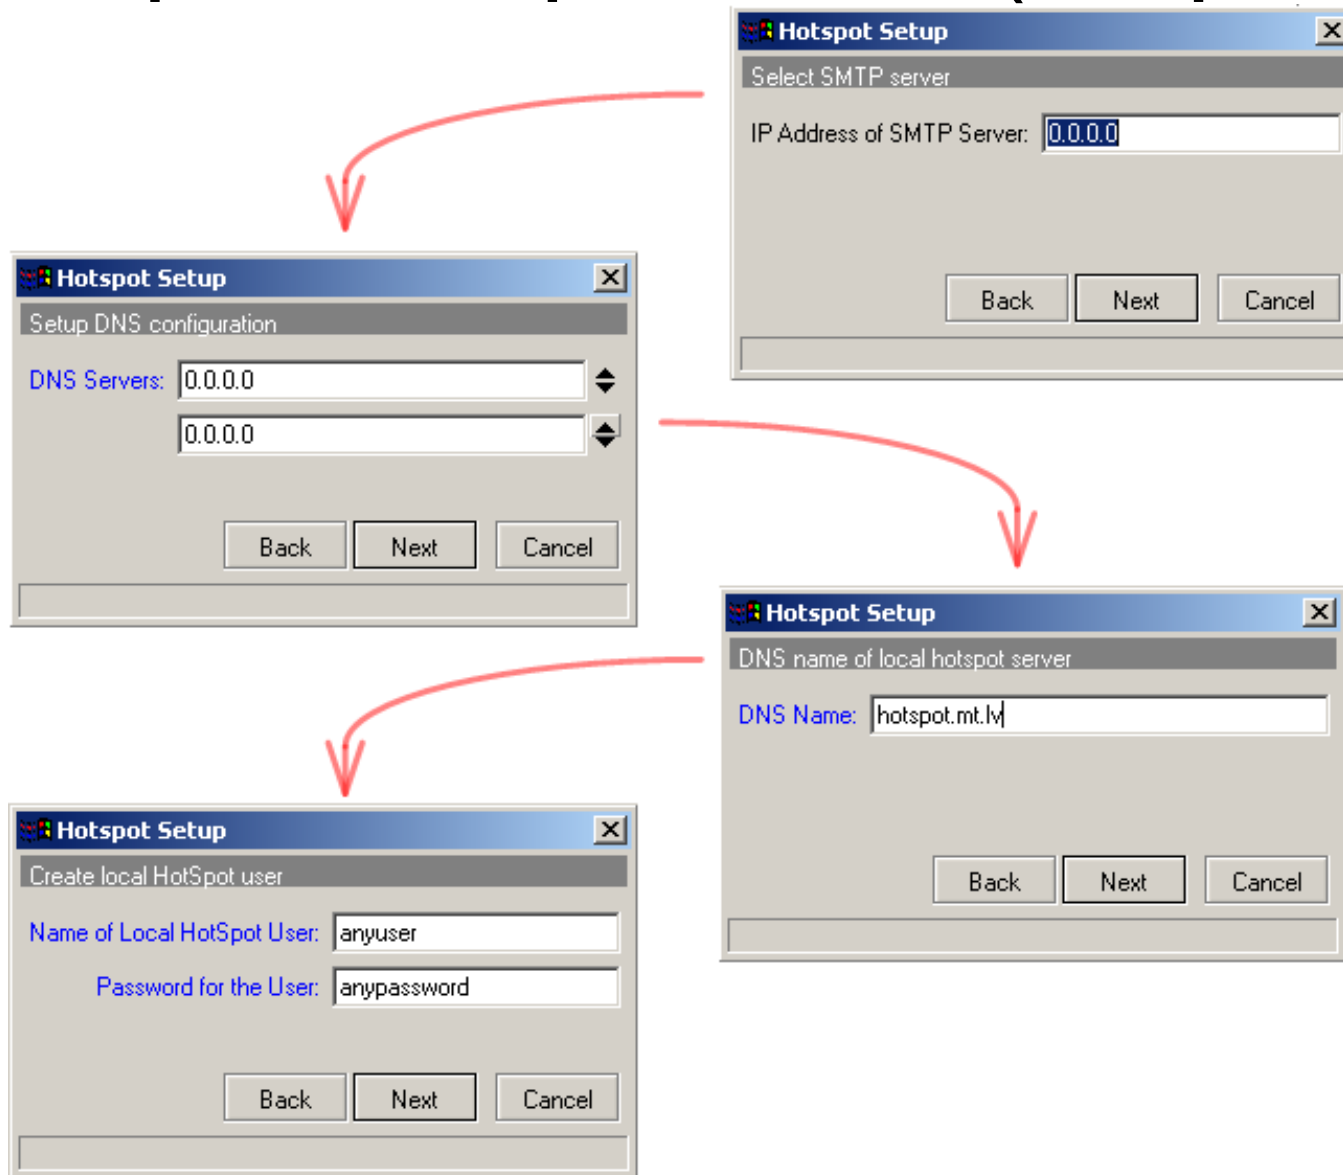 Hotspot Setup
Select SMTP server
IP Address of SMTP Server: 0.0.0.0
Back Next Cancel
Hotspot Setup
Setup DNS configuration
DNS Servers: 0.0.0.0
0.0.0.0
Back Next Cancel
Hotspot Setup
DNS name of local hotspot server
DNS Name: hotspot.mt.lv
Back Next Cancel
Hotspot Setup
Create local HotSpot user
Name of Local HotSpot User: anyuser
Password for the User: anypassword
Back Next Cancel